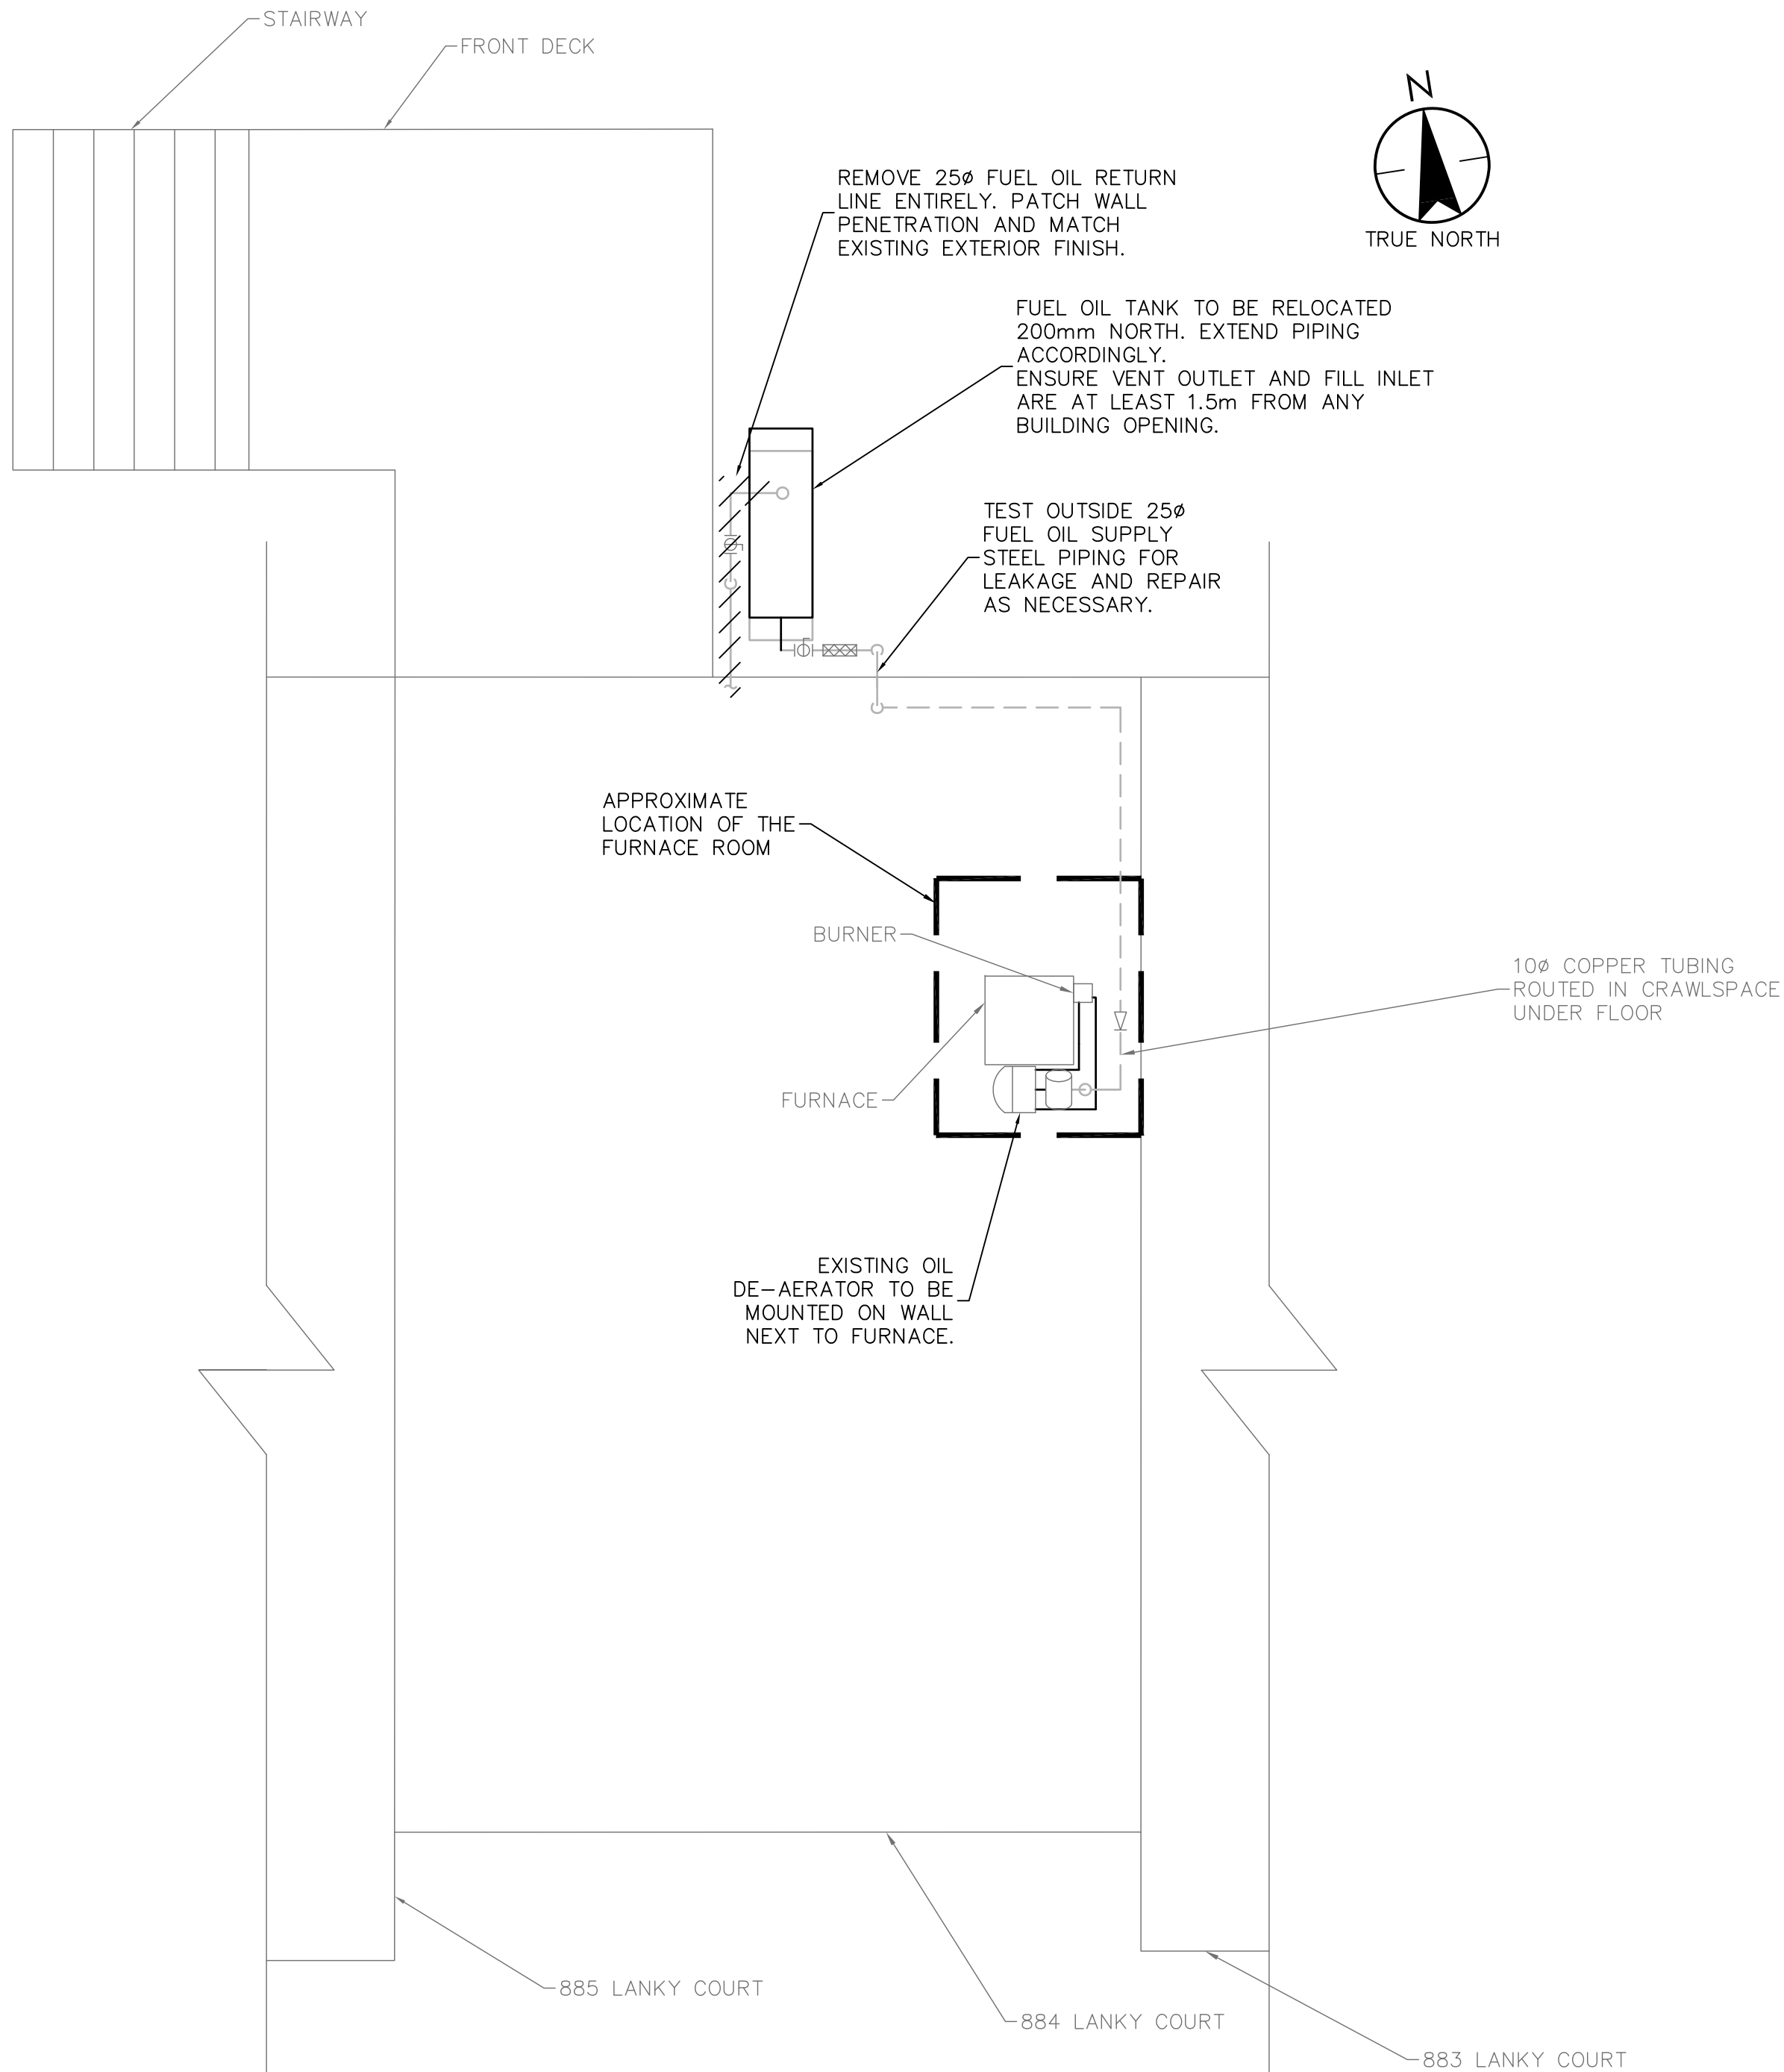 STAIRWAY
FRONT DECK
N
TRUE NORTH
REMOVE 25ø FUEL OIL RETURN
LINE ENTIRELY. PATCH WALL
PENETRATION AND MATCH
EXISTING EXTERIOR FINISH.
FUEL OIL TANK TO BE RELOCATED
200mm NORTH. EXTEND PIPING
ACCORDINGLY.
ENSURE VENT OUTLET AND FILL INLET
ARE AT LEAST 1.5m FROM ANY
BUILDING OPENING.
TEST OUTSIDE 25ø
FUEL OIL SUPPLY
STEEL PIPING FOR
LEAKAGE AND REPAIR
AS NECESSARY.
APPROXIMATE
LOCATION OF THE
FURNACE ROOM
BURNER
10ø COPPER TUBING
ROUTED IN CRAWLSPACE
UNDER FLOOR
FURNACE
EXISTING OIL
DE-AERATOR TO BE
MOUNTED ON WALL
NEXT TO FURNACE.
885 LANKY COURT
884 LANKY COURT
883 LANKY COURT